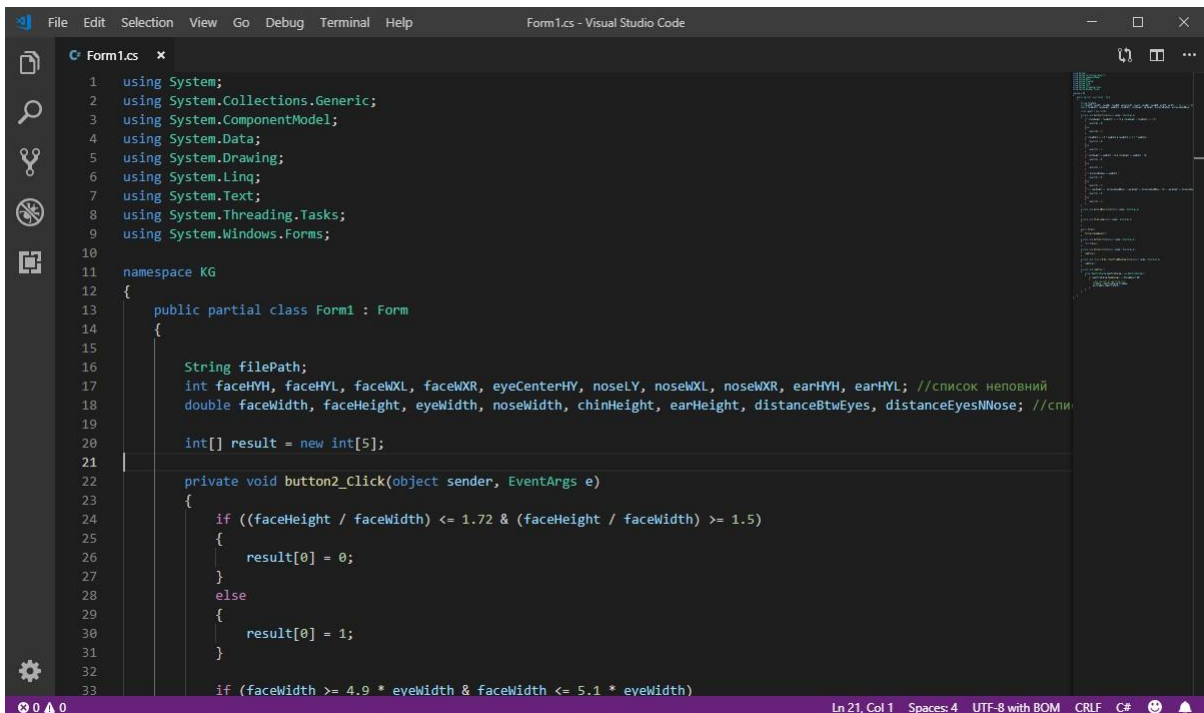 File Edit Selection View Go Debug Terminal Help Form1.cs - Visual Studio Code
C# Form1.cs ×
1 using System;
2 using System.Collections.Generic;
3 using System.ComponentModel;
4 using System.Data;
5 using System.Drawing;
6 using System.Linq;
7 using System.Text;
8 using System.Threading.Tasks;
9 using System.Windows.Forms;
10
11 namespace KG
12 {
13 public partial class Form1 : Form
14 {
15
16 String filePath;
17 int faceHYH, faceHYL, faceWXL, faceWXR, eyeCenterHY, noseLY, noseWXL, noseWXR, earHYH, earHYL; //список неповний
18 double faceWidth, faceHeight, eyeWidth, noseWidth, chinHeight, earHeight, distanceBtwEyes, distanceEyesNNose; //спи
19
20 int[] result = new int[5];
21
22 private void button2_Click(object sender, EventArgs e)
23 {
24 if ((faceHeight / faceWidth) <= 1.72 & (faceHeight / faceWidth) >= 1.5)
25 {
26 result[0] = 0;
27 }
28 else
29 {
30 result[0] = 1;
31 }
32
33 if (faceWidth >= 4.9 * eyeWidth & faceWidth <= 5.1 * eyeWidth)
0 0 Ln 21, Col 1 Spaces: 4 UTF-8 with BOM CRLF C#